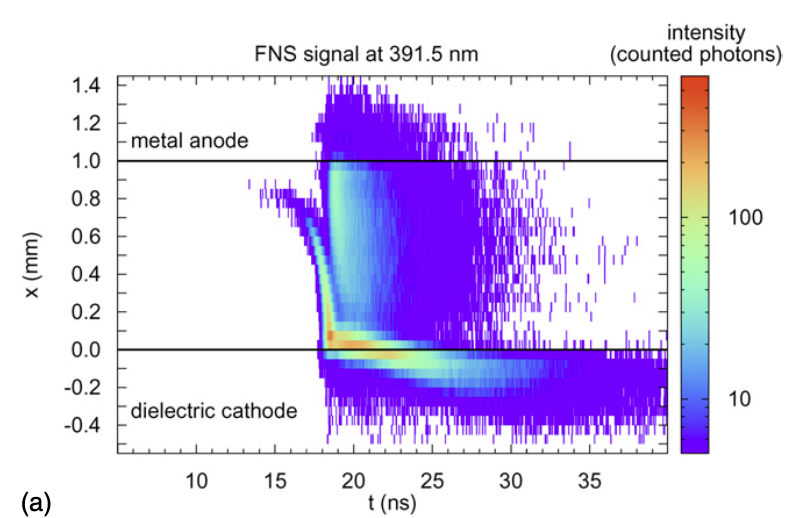 intensity
(counted photons)
FNS signal at 391.5 nm
1.4
1.2
metal anode
1.0
0.8
0.6
0.4
0.2
0.0
-0.2
dielectric cathode
-0.4
x (mm)
100
10
10 15 20 25 30 35
t (ns)
(a)